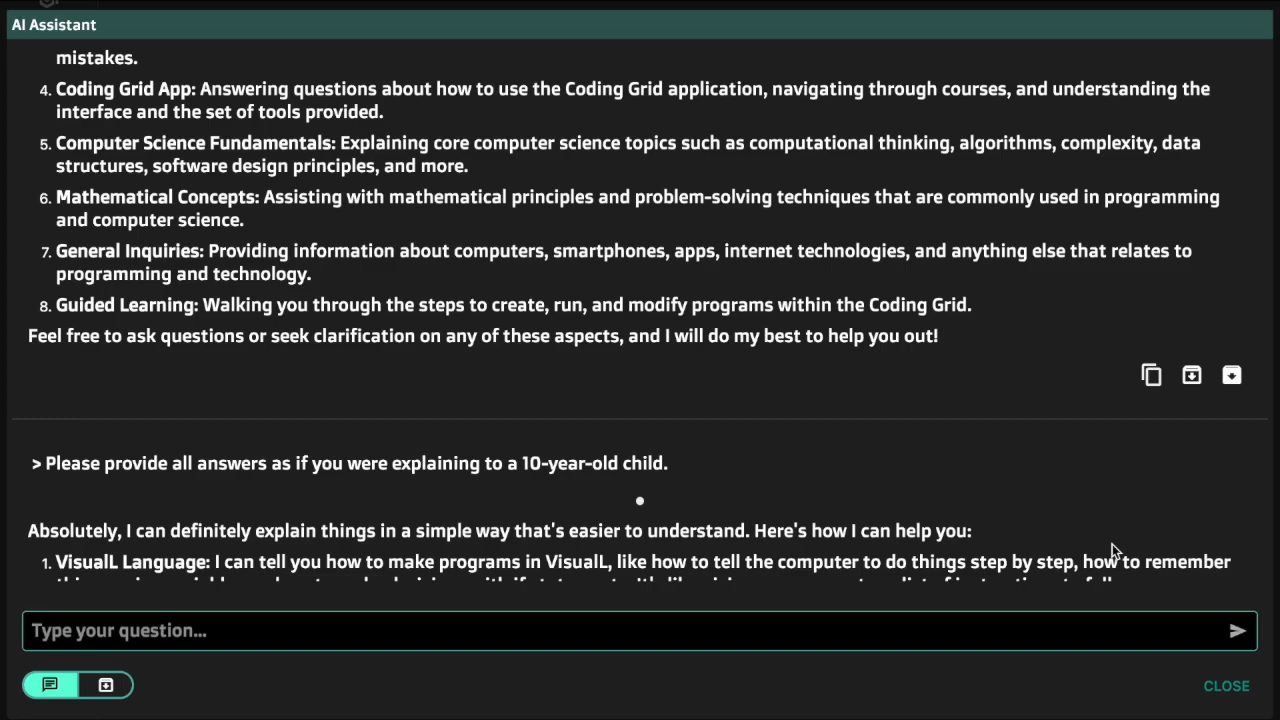 AI Assistant
mistakes.
4. Coding Grid App: Answering questions about how to use the Coding Grid application, navigating through courses, and understanding the
interface and the set of tools provided.
5. Computer Science Fundamentals: Explaining core computer science topics such as computational thinking, algorithms, complexity, data
structures, software design principles, and more.
6. Mathematical Concepts: Assisting with mathematical principles and problem-solving techniques that are commonly used in programming
and computer science.
7. General Inquiries: Providing information about computers, smartphones, apps, internet technologies, and anything else that relates to
programming and technology.
8. Guided Learning: Walking you through the steps to create, run, and modify programs within the Coding Grid.
Feel free to ask questions or seek clarification on any of these aspects, and I will do my best to help you out!
> Please provide all answers as if you were explaining to a 10-year-old child.
Absolutely, I can definitely explain things in a simple way that's easier to understand. Here's how I can help you:
1. VisualL Language: I can tell you how to make programs in VisualL, like how to tell the computer to do things step by step, how to remember
Type your question...
CLOSE